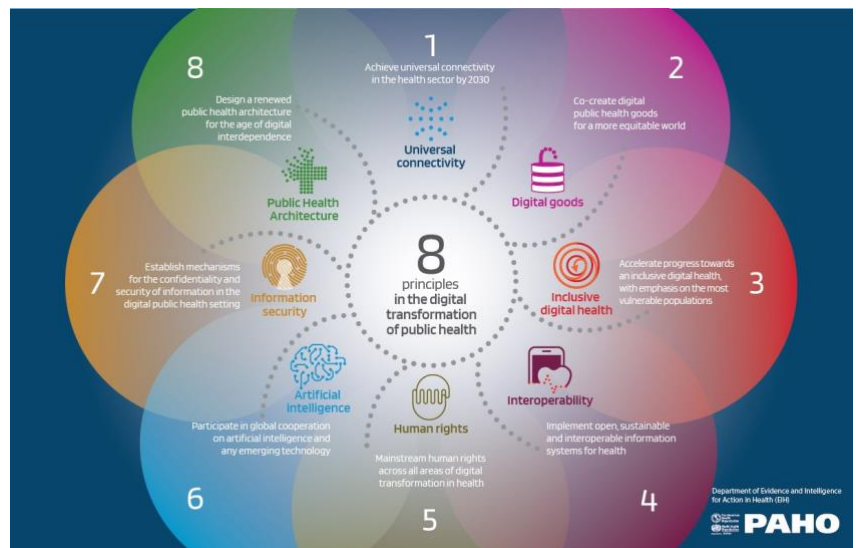 8
principles
in the digital
transformation
of public health
1
Achieve universal connectivity
in the health sector by 2030
Universal
connectivity
2
Co-create digital
public health goods
for a more equitable world
Digital goods
3
Accelerate progress towards
an inclusive digital health,
with emphasis on the most
vulnerable populations
Inclusive
digital health
4
Interoperability
Implement open, sustainable
and interoperable information
systems for health
5
Human rights
Mainstream human rights
across all areas of digital
transformation in health
6
Artificial
intelligence
Participate in global cooperation
on artificial intelligence and
any emerging technology
7
Establish mechanisms
for the confidentiality and
security of information in the
digital public health setting
Information
security
8
Design a renewed
public health architecture
for the age of digital
interdependence
Public Health
Architecture
Department of Evidence and Intelligence
for Action in Health (EIH)
PAHO